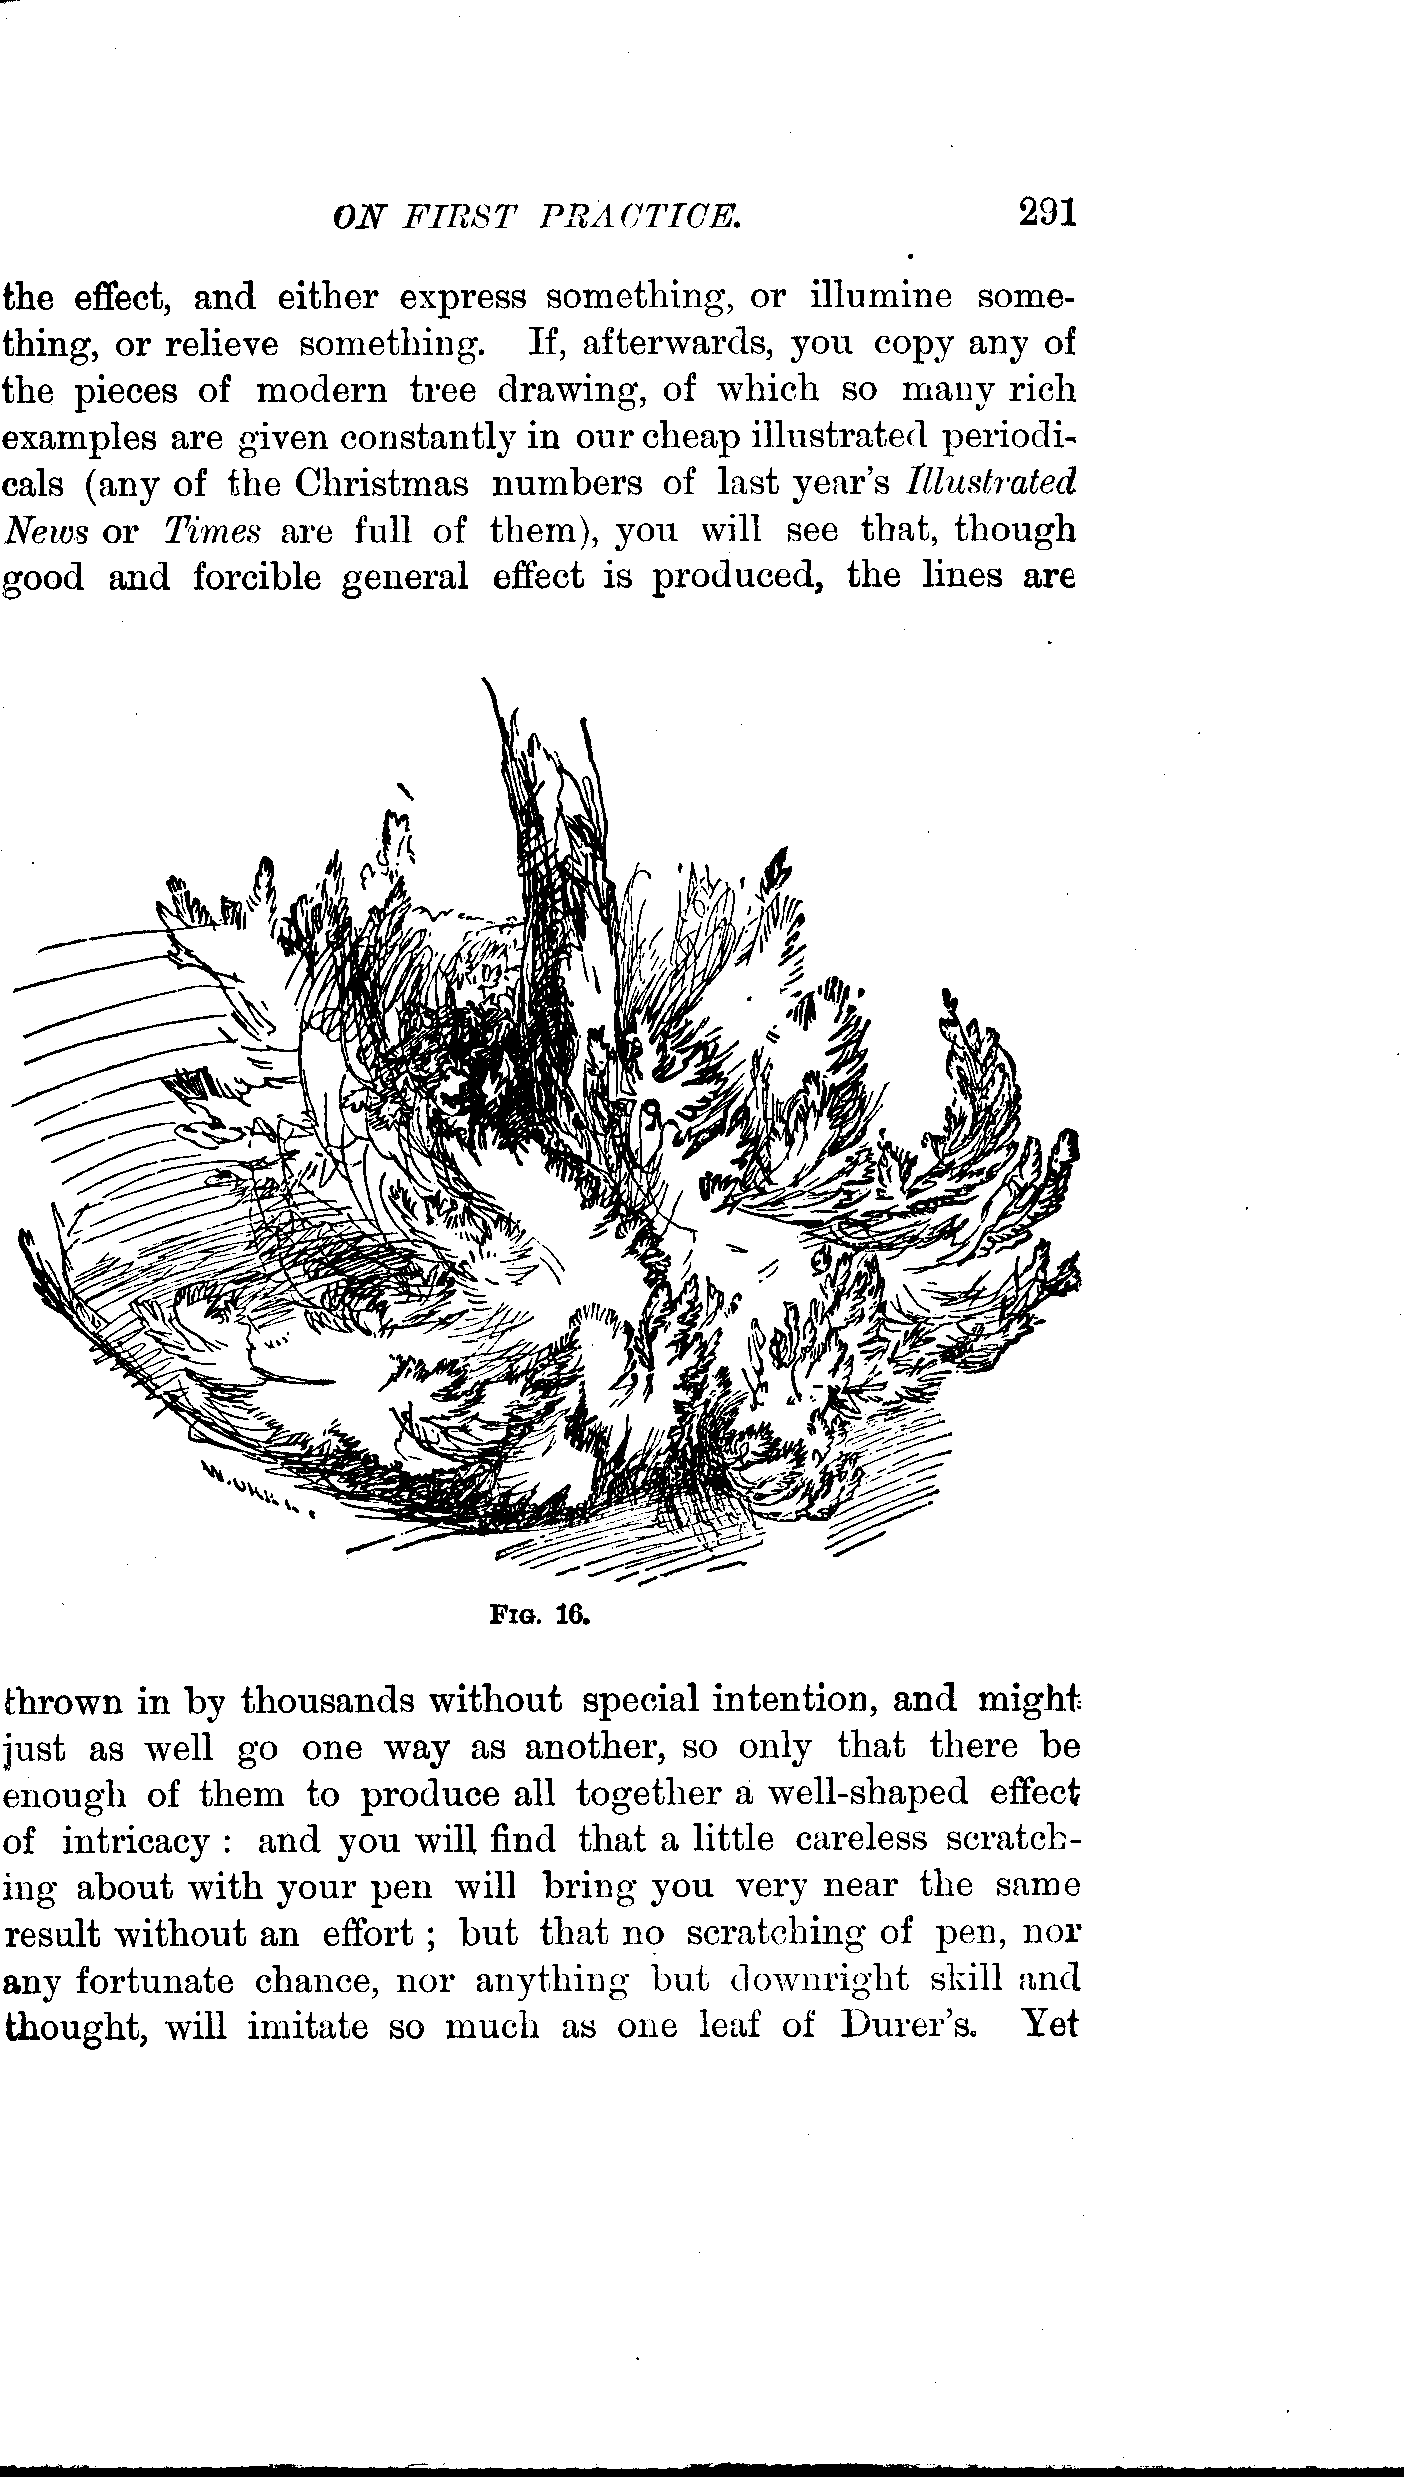 ON FIRST PRACTICE. 291
the effect, and either express something, or illumine some-
thing, or relieve something. If, afterwards, you copy any of
the pieces of modern tree drawing, of which so many rich
examples are given constantly in our cheap illustrated periodi-
cals (any of the Christmas numbers of last year's Illustrated
News or Times are full of them), you will see that, though
good and forcible general effect is produced, the lines are
FIG. 16.
thrown in by thousands without special intention, and might
just as well go one way as another, so only that there be
enough of them to produce all together a well-shaped effect
of intricacy : and you will find that a little careless scratch-
ing about with your pen will bring you very near the same
result without an effort ; but that no scratching of pen, nor
any fortunate chance, nor anything but downright skill and
thought, will imitate so much as one leaf of Durer's. Yet